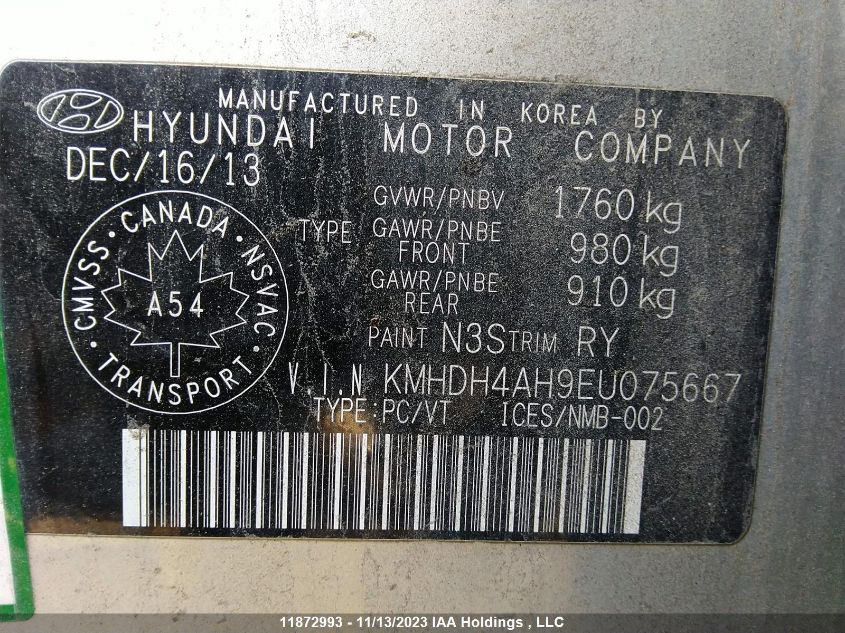 MANUFACTURED IN KOREA BY
HYUNDAI MOTOR COMPANY
DEC/16/13
GVWR/PNBV 1760 kg
TYPE GAWR/PNBE FRONT 980 kg
GAWR/PNBE REAR 910 kg
PAINT N3S TRIM RY
V.I.N KMHDH4AH9EU075667
TYPE:PC/VT ICES/NMB-002
CMVSS · CANADA · NSVAC · TRANSPORT ·
A54
11872993 - 11/13/2023 IAA Holdings , LLC